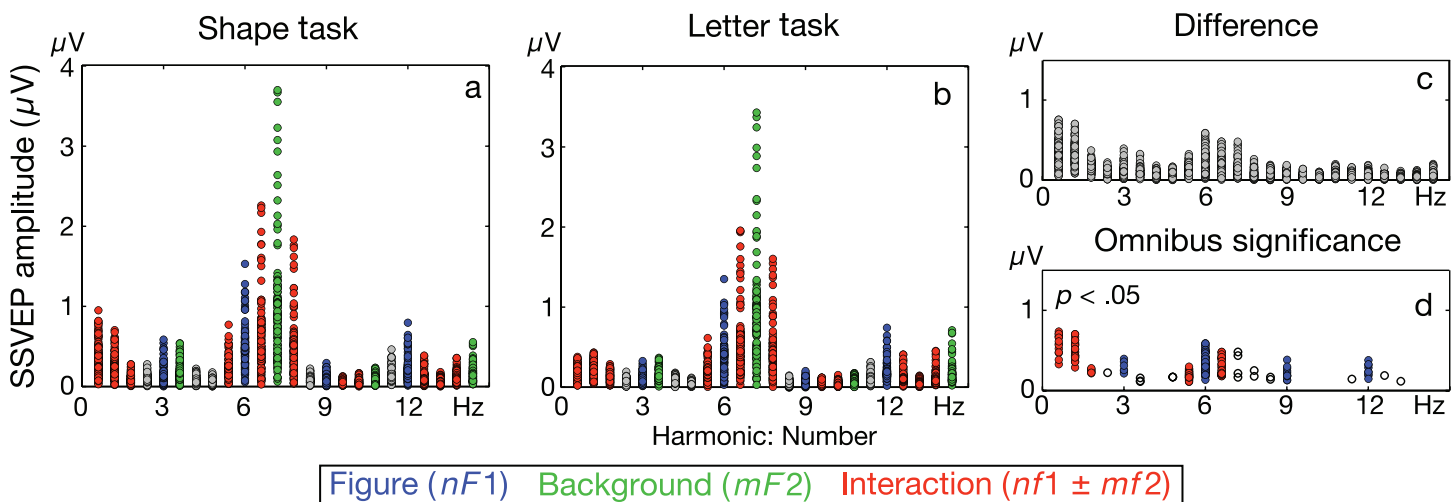 Shape task
Letter task
Difference
µV
µV
µV
4
3
2
1
0
SSVEP amplitude (µV)
a
0
3
6
9
12
Hz
4
3
2
1
0
b
0
3
6
9
12
Hz
Harmonic: Number
1
0
c
0
3
6
9
12
Hz
Omnibus significance
µV
1
0
p < .05
d
0
3
6
9
12
Hz
Figure (nF1) Background (mF2) Interaction (nf1 ± mf2)